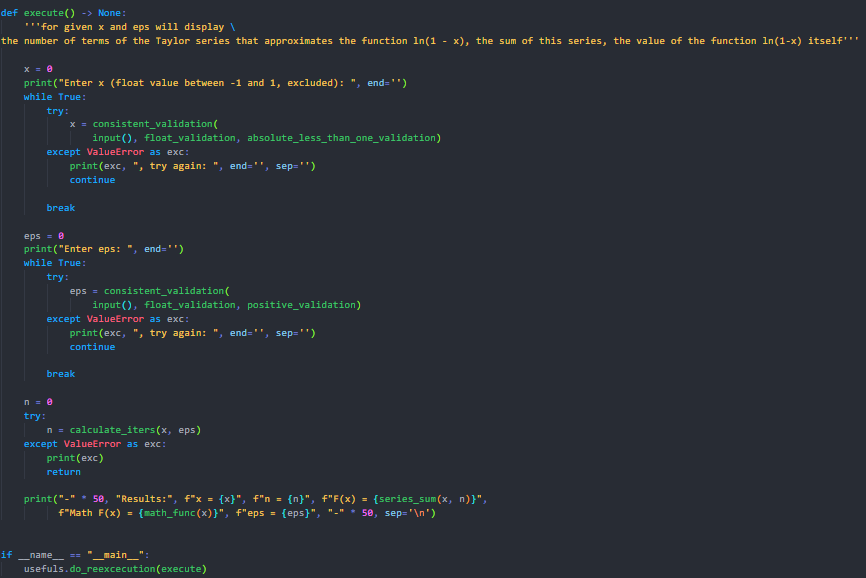 def execute() -> None:
    '''for given x and eps will display \
the number of terms of the Taylor series that approximates the function ln(1 - x), the sum of this series, the value of the function ln(1-x) itself'''

    x = 0
    print("Enter x (float value between -1 and 1, excluded): ", end='')
    while True:
        try:
            x = consistent_validation(
                input(), float_validation, absolute_less_than_one_validation)
        except ValueError as exc:
            print(exc, ", try again: ", end='', sep='')
            continue

        break

    eps = 0
    print("Enter eps: ", end='')
    while True:
        try:
            eps = consistent_validation(
                input(), float_validation, positive_validation)
        except ValueError as exc:
            print(exc, ", try again: ", end='', sep='')
            continue

        break

    n = 0
    try:
        n = calculate_iters(x, eps)
    except ValueError as exc:
        print(exc)
        return

    print("-" * 50, "Results:", f"x = {x}", f"n = {n}", f"F(x) = {series_sum(x, n)}",
          f"Math F(x) = {math_func(x)}", f"eps = {eps}", "-" * 50, sep='\n')


if __name__ == "__main__":
    usefuls.do_reexcecution(execute)